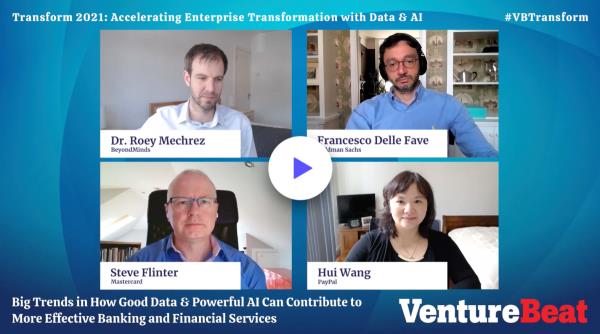 Transform 2021: Accelerating Enterprise Transformation with Data & AI
#VBTransform
Dr. Roey Mechrez
BeyondMinds
Francesco Delle Fave
dman Sachs
Steve Flinter
Mastercard
Hui Wang
PayPal
Big Trends in How Good Data & Powerful AI Can Contribute to
More Effective Banking and Financial Services
VentureBeat